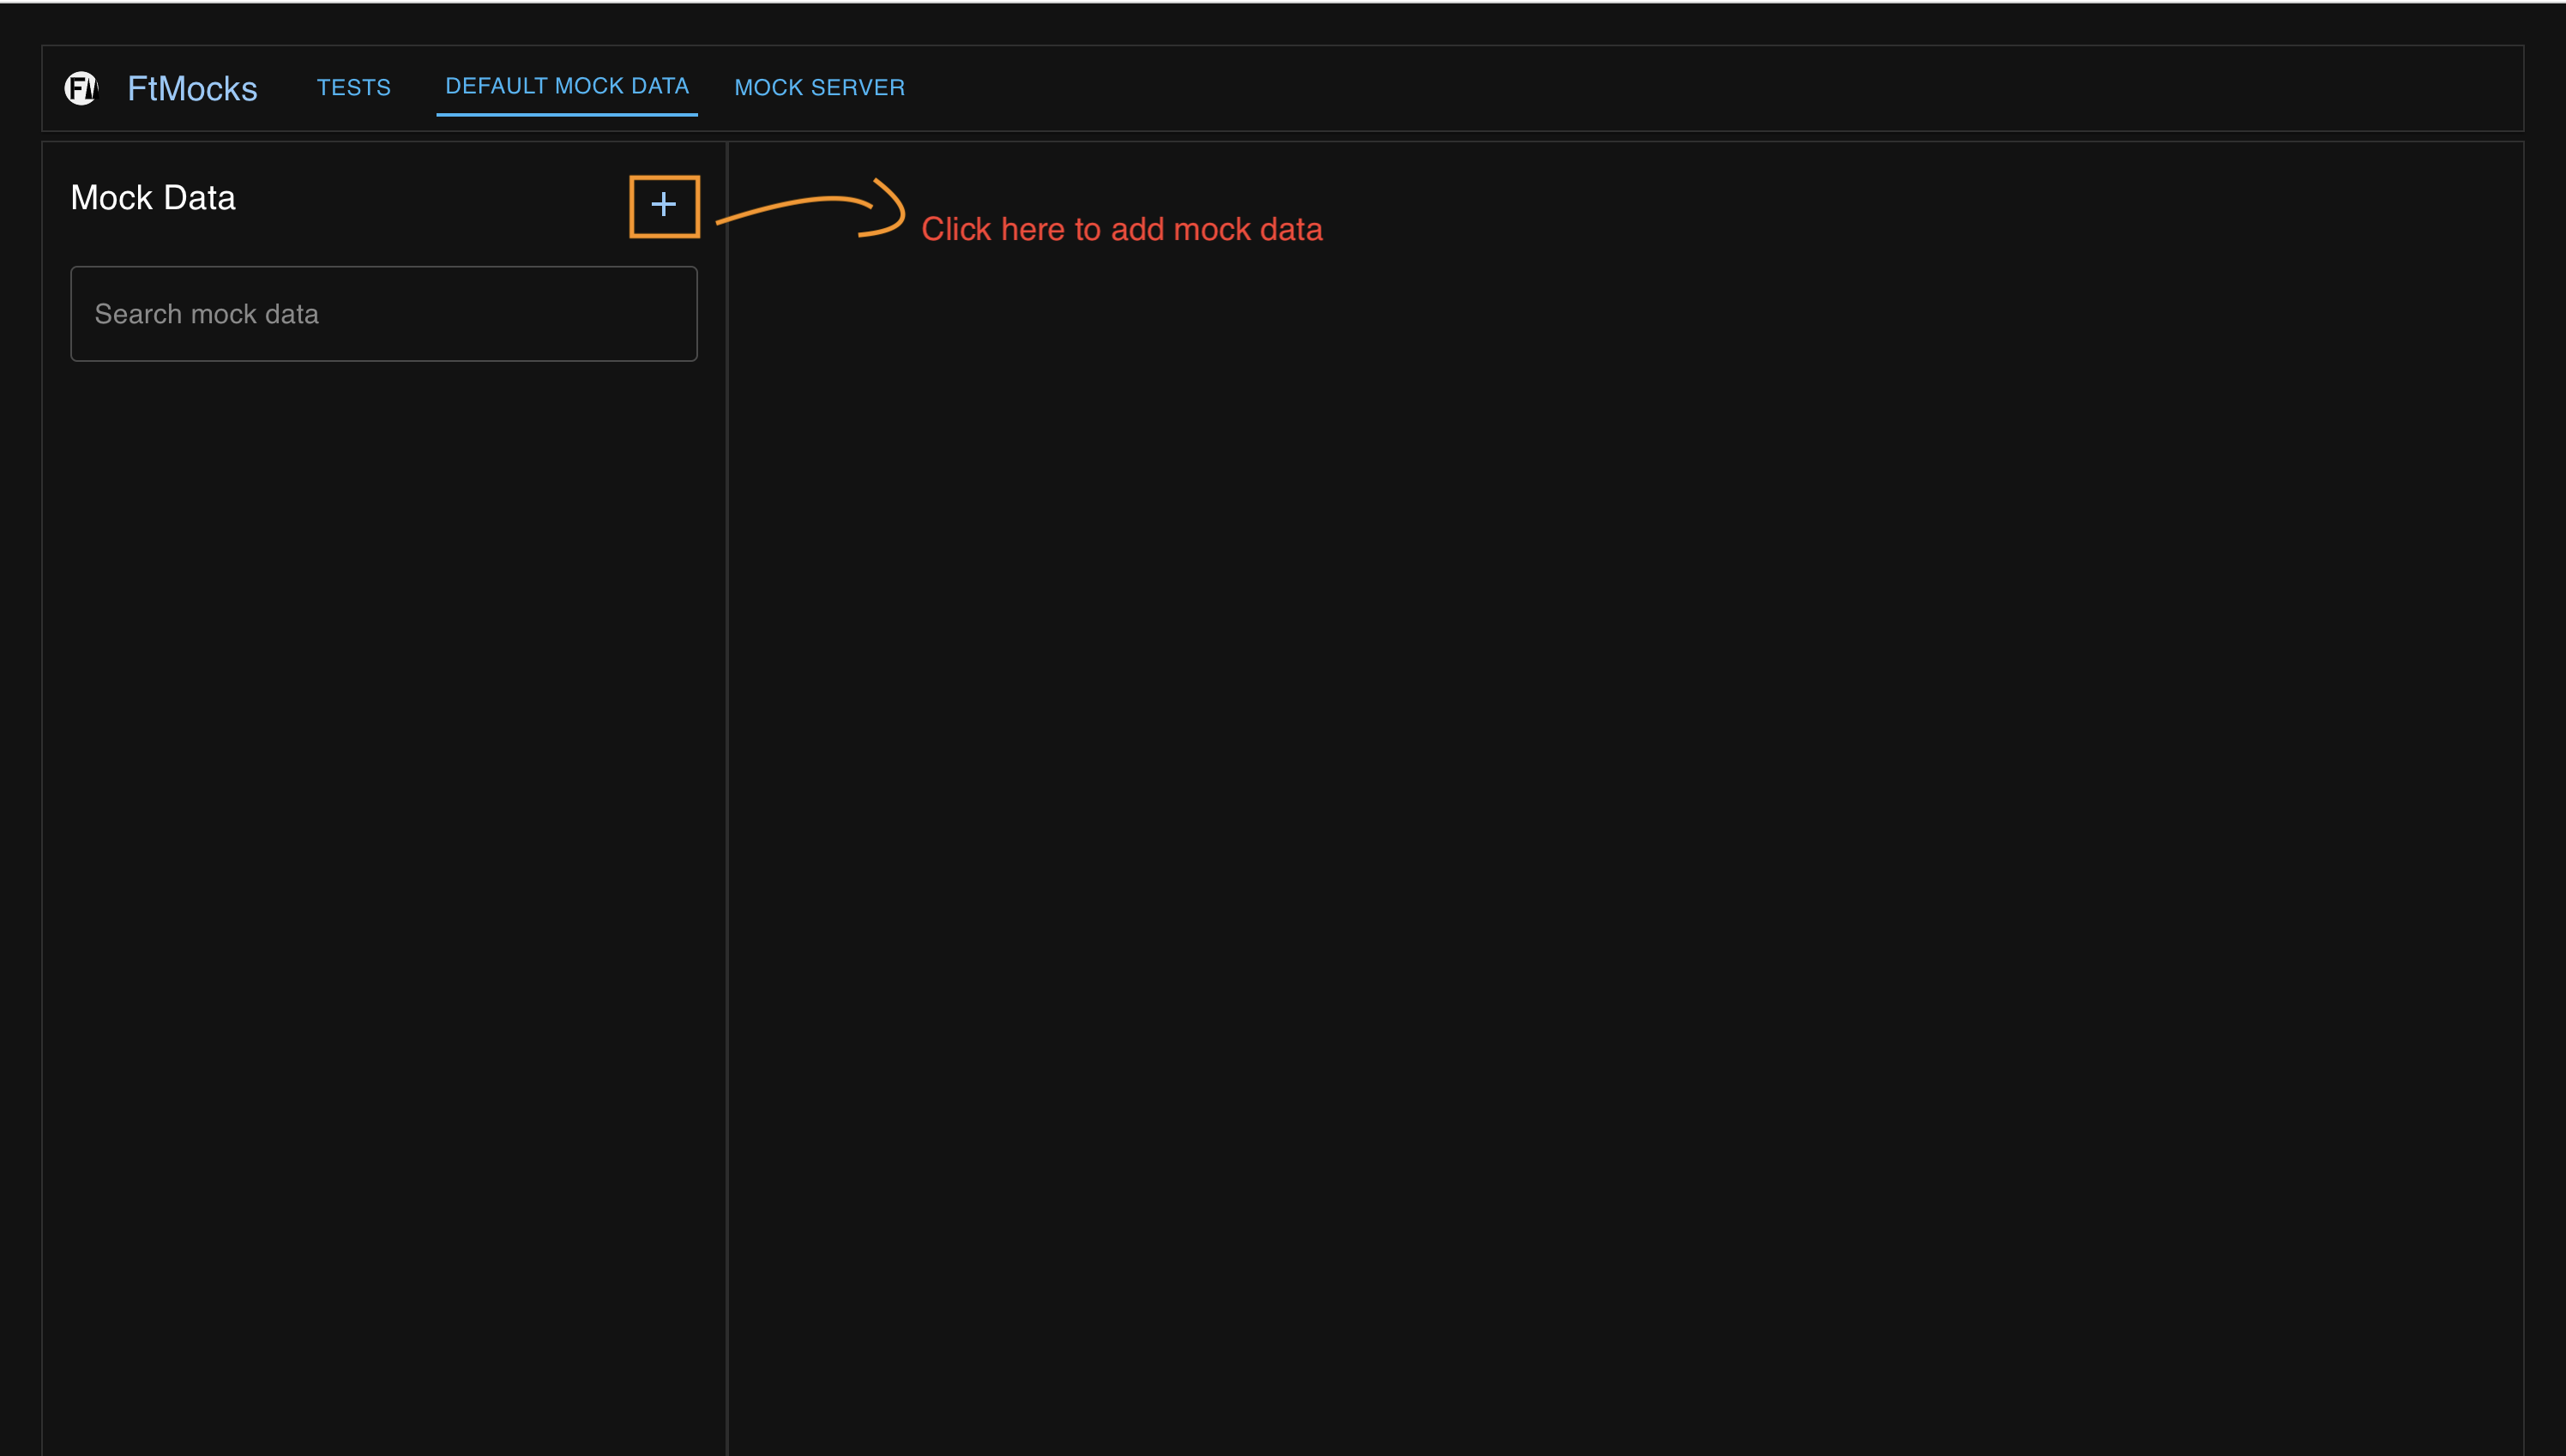 FtMocks TESTS DEFAULT MOCK DATA MOCK SERVER
Mock Data
+
Click here to add mock data
Search mock data